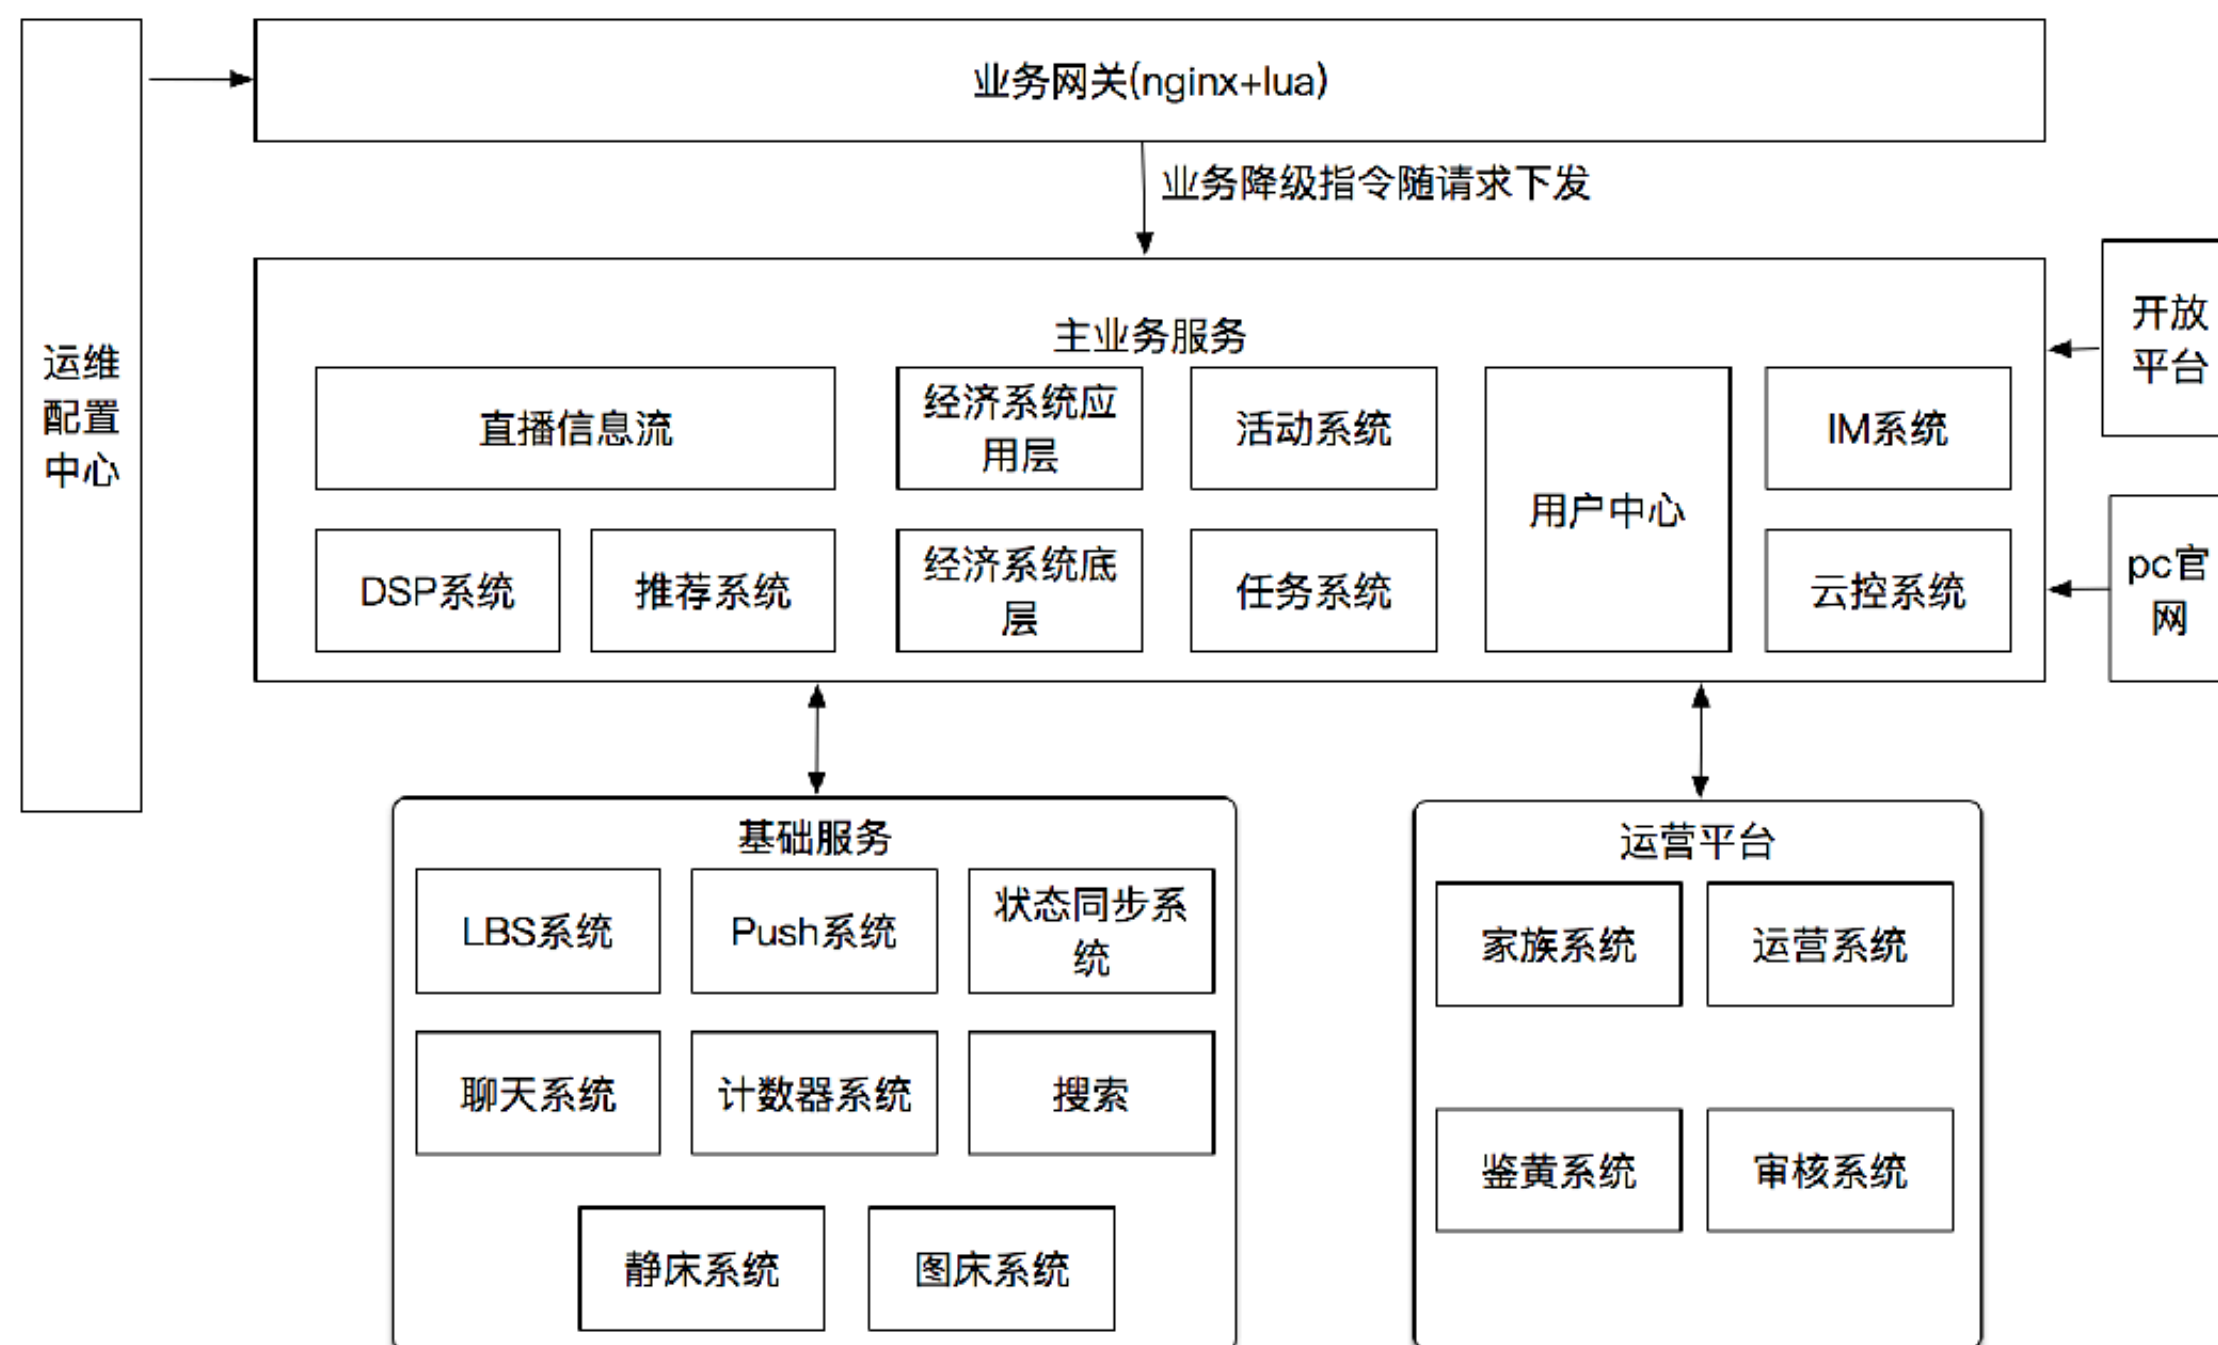 业务网关(nginx+lua)
业务降级指令随请求下发
运维
配置
中心
主业务服务
直播信息流
经济系统应
用层
活动系统
用户中心
IM系统
DSP系统
推荐系统
经济系统底
层
任务系统
云控系统
开放
平台
pc官
网
基础服务
LBS系统
Push系统
状态同步系
统
聊天系统
计数器系统
搜索
静床系统
图床系统
运营平台
家族系统
运营系统
鉴黄系统
审核系统